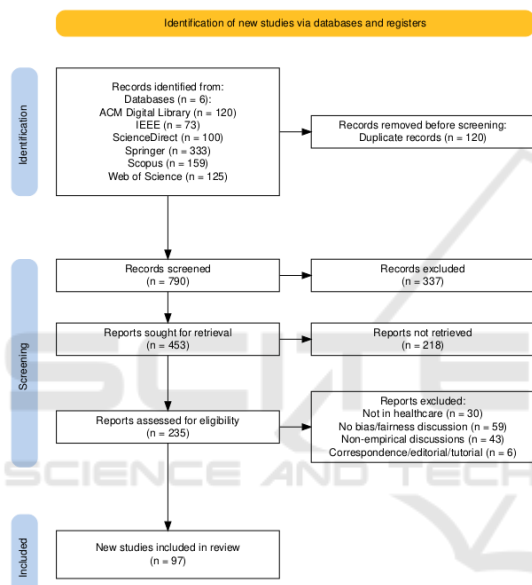 Identification of new studies via databases and registers
Identification
Records identified from:
Databases (n = 6):
ACM Digital Library (n = 120)
IEEE (n = 73)
ScienceDirect (n = 100)
Springer (n = 333)
Scopus (n = 159)
Web of Science (n = 125)
Records removed before screening:
Duplicate records (n = 120)
Screening
Records screened
(n = 790)
Records excluded
(n = 337)
Reports sought for retrieval
(n = 453)
Reports not retrieved
(n = 218)
Reports assessed for eligibility
(n = 235)
Reports excluded:
Not in healthcare (n = 30)
No bias/fairness discussion (n = 59)
Non-empirical discussions (n = 43)
Correspondence/editorial/tutorial (n = 6)
Included
New studies included in review
(n = 97)
SCITE
SCIENCE AND TECH